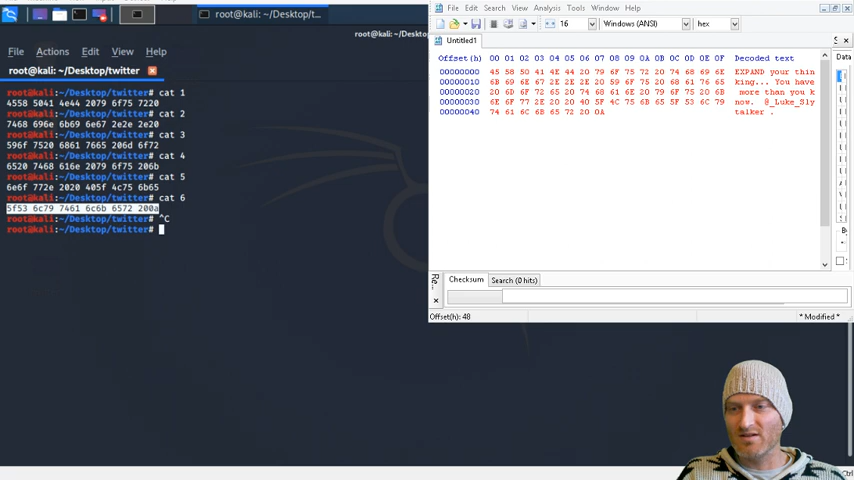 root@kali: ~/Desktop/t...
root@kali: ~/Deskto
File Actions Edit View Help
root@kali: ~/Desktop/twitter
root@kali:~/Desktop/twitter# cat 1
4558 5041 4e44 2079 6f75 7220
root@kali:~/Desktop/twitter# cat 2
7468 696e 6b69 6e67 2e2e 2e20
root@kali:~/Desktop/twitter# cat 3
596f 7520 6861 7665 206d 6f72
root@kali:~/Desktop/twitter# cat 4
6520 7468 616e 2079 6f75 206b
root@kali:~/Desktop/twitter# cat 5
6e6f 772e 2020 405f 4c75 6b65
root@kali:~/Desktop/twitter# cat 6
5f53 6c79 7461 6c6b 6572 200a
root@kali:~/Desktop/twitter# ^C
root@kali:~/Desktop/twitter#
File Edit Search View Analysis Tools Window Help
16 Windows (ANSI) hex
Untitled1
Offset(h) 00 01 02 03 04 05 06 07 08 09 0A 0B 0C 0D 0E 0F Decoded text
00000000 45 58 50 41 4E 44 20 79 6F 75 72 20 74 68 69 6E EXPAND your thin
00000010 6B 69 6E 67 2E 2E 2E 20 59 6F 75 20 68 61 76 65 king... You have
00000020 20 6D 6F 72 65 20 74 68 61 6E 20 79 6F 75 20 6B more than you k
00000030 6E 6F 77 2E 20 20 40 5F 4C 75 6B 65 5F 53 6C 79 now. @_Luke_Sly
00000040 74 61 6C 6B 65 72 20 0A talker .
Data
Re...
Checksum Search (0 hits)
Offset(h): 48 * Modified *
Ctrl